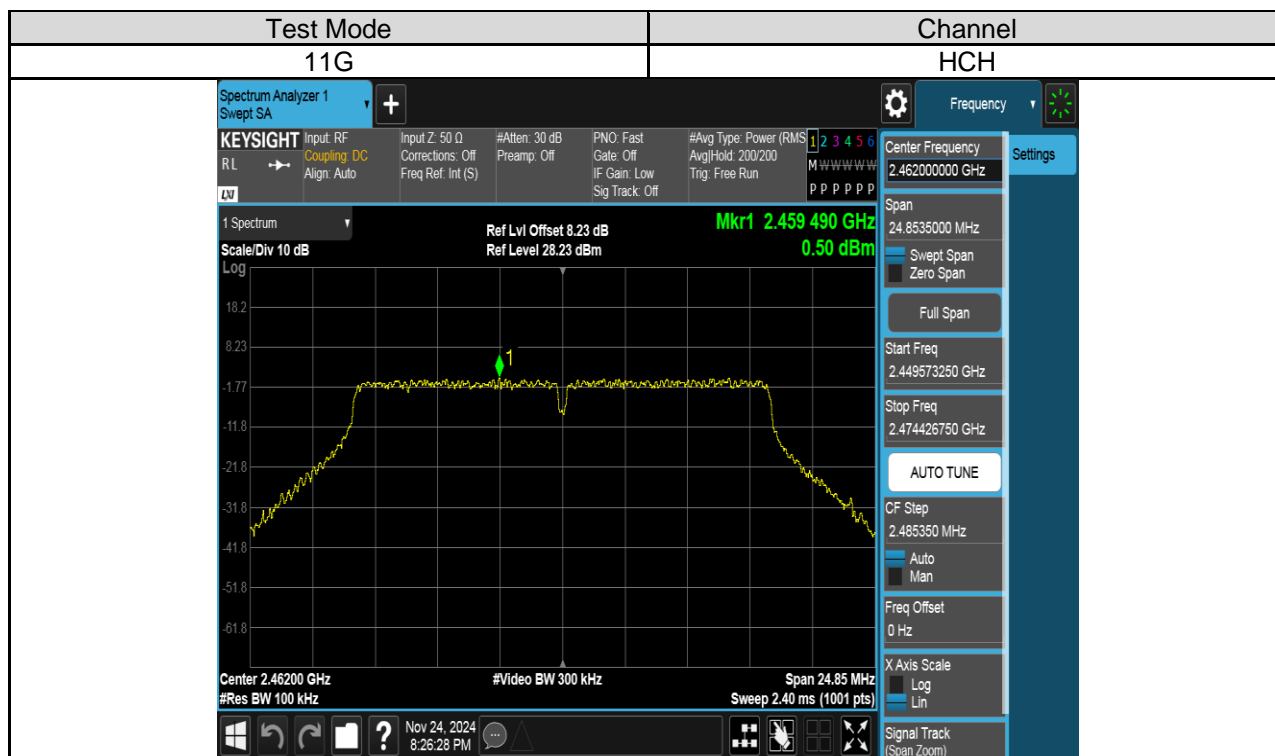 Test Mode Channel
11G HCH
Spectrum Analyzer 1
Swept SA
+
Frequency
KEYSIGHT Input: RF Input Z: 50 Ω #Atten: 30 dB PNO: Fast #Avg Type: Power (RMS 1 2 3 4 5 6
RL Coupling: DC Corrections: Off Preamp: Off Gate: Off Avg|Hold: 200/200 M W W W W W
Align: Auto Freq Ref: Int (S) IF Gain: Low Trig: Free Run
LXI Sig Track: Off P P P P P P
1 Spectrum
Ref Lvl Offset 8.23 dB Mkr1 2.459 490 GHz
Scale/Div 10 dB Ref Level 28.23 dBm 0.50 dBm
Log
18.2
8.23
1
-1.77
-11.8
-21.8
-31.8
-41.8
-51.8
-61.8
Center 2.46200 GHz #Video BW 300 kHz Span 24.85 MHz
#Res BW 100 kHz Sweep 2.40 ms (1001 pts)
? Nov 24, 2024
8:26:28 PM
Center Frequency
2.462000000 GHz
Settings
Span
24.8535000 MHz
Swept Span
Zero Span
Full Span
Start Freq
2.449573250 GHz
Stop Freq
2.474426750 GHz
AUTO TUNE
CF Step
2.485350 MHz
Auto
Man
Freq Offset
0 Hz
X Axis Scale
Log
Lin
Signal Track
(Span Zoom)